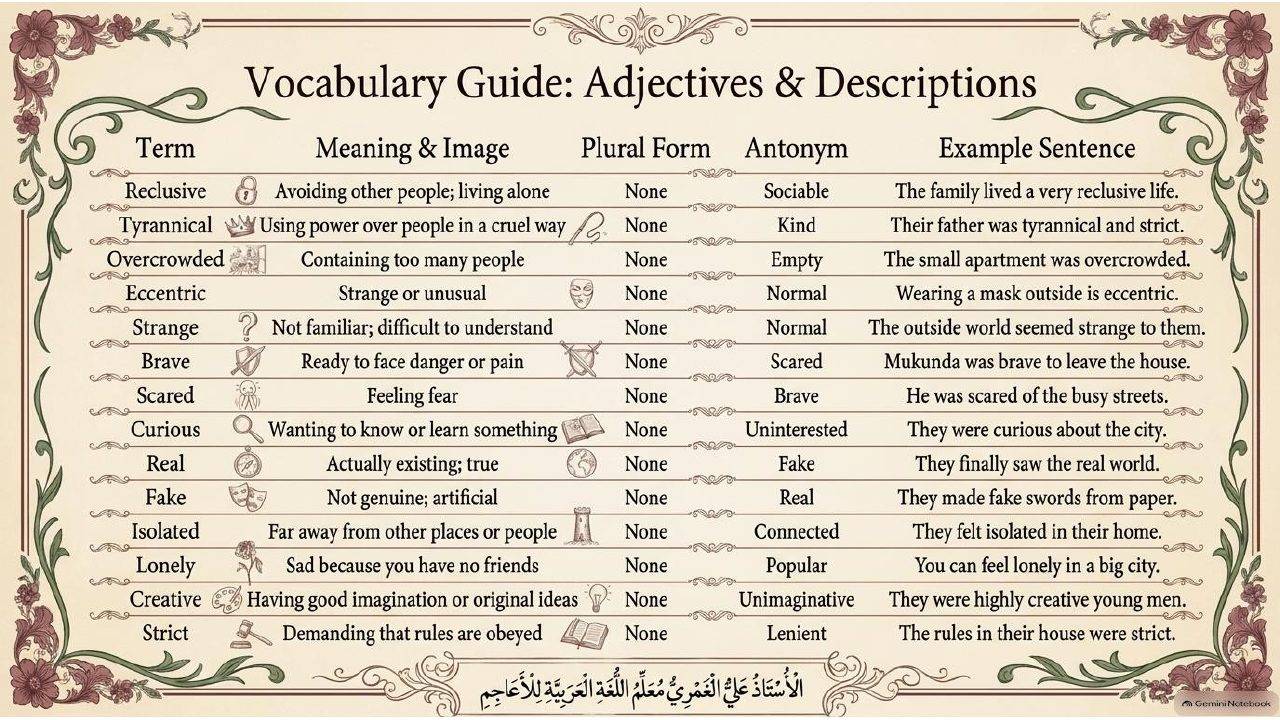 Vocabulary Guide: Adjectives & Descriptions
Term Meaning & Image Plural Form Antonym Example Sentence
Reclusive Avoiding other people; living alone None Sociable The family lived a very reclusive life.
Tyrannical Using power over people in a cruel way None Kind Their father was tyrannical and strict.
Overcrowded Containing too many people None Empty The small apartment was overcrowded.
Eccentric Strange or unusual None Normal Wearing a mask outside is eccentric.
Strange Not familiar; difficult to understand None Normal The outside world seemed strange to them.
Brave Ready to face danger or pain None Scared Mukunda was brave to leave the house.
Scared Feeling fear None Brave He was scared of the busy streets.
Curious Wanting to know or learn something None Uninterested They were curious about the city.
Real Actually existing; true None Fake They finally saw the real world.
Fake Not genuine; artificial None Real They made fake swords from paper.
Isolated Far away from other places or people None Connected They felt isolated in their home.
Lonely Sad because you have no friends None Popular You can feel lonely in a big city.
Creative Having good imagination or original ideas None Unimaginative They were highly creative young men.
Strict Demanding that rules are obeyed None Lenient The rules in their house were strict.
الْأُسْتَاذُ عَلِيُّ الْغَمْرِيُّ مُعَلِّمُ اللُّغَةِ الْعَرَبِيَّةِ لِلْأَعَاجِمِ
Gemini Notebook